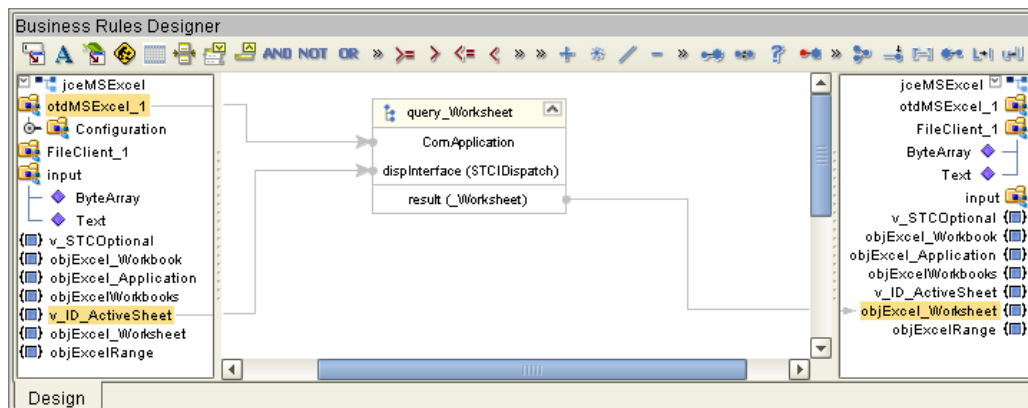 Business Rules Designer
A AND NOT OR » >= > <= < » » + / - » ? »
jceMSExcel
otdMSExcel_1
Configuration
FileClient_1
input
ByteArray
Text
v_STCOptional
objExcel_Workbook
objExcel_Application
objExcelWorkbooks
v_ID_ActiveSheet
objExcel_Worksheet
objExcelRange
query_Worksheet
ComApplication
dispInterface (STCIDispatch)
result (_Worksheet)
jceMSExcel
otdMSExcel_1
FileClient_1
ByteArray
Text
input
v_STCOptional
objExcel_Workbook
objExcel_Application
objExcelWorkbooks
v_ID_ActiveSheet
objExcel_Worksheet
objExcelRange
Design